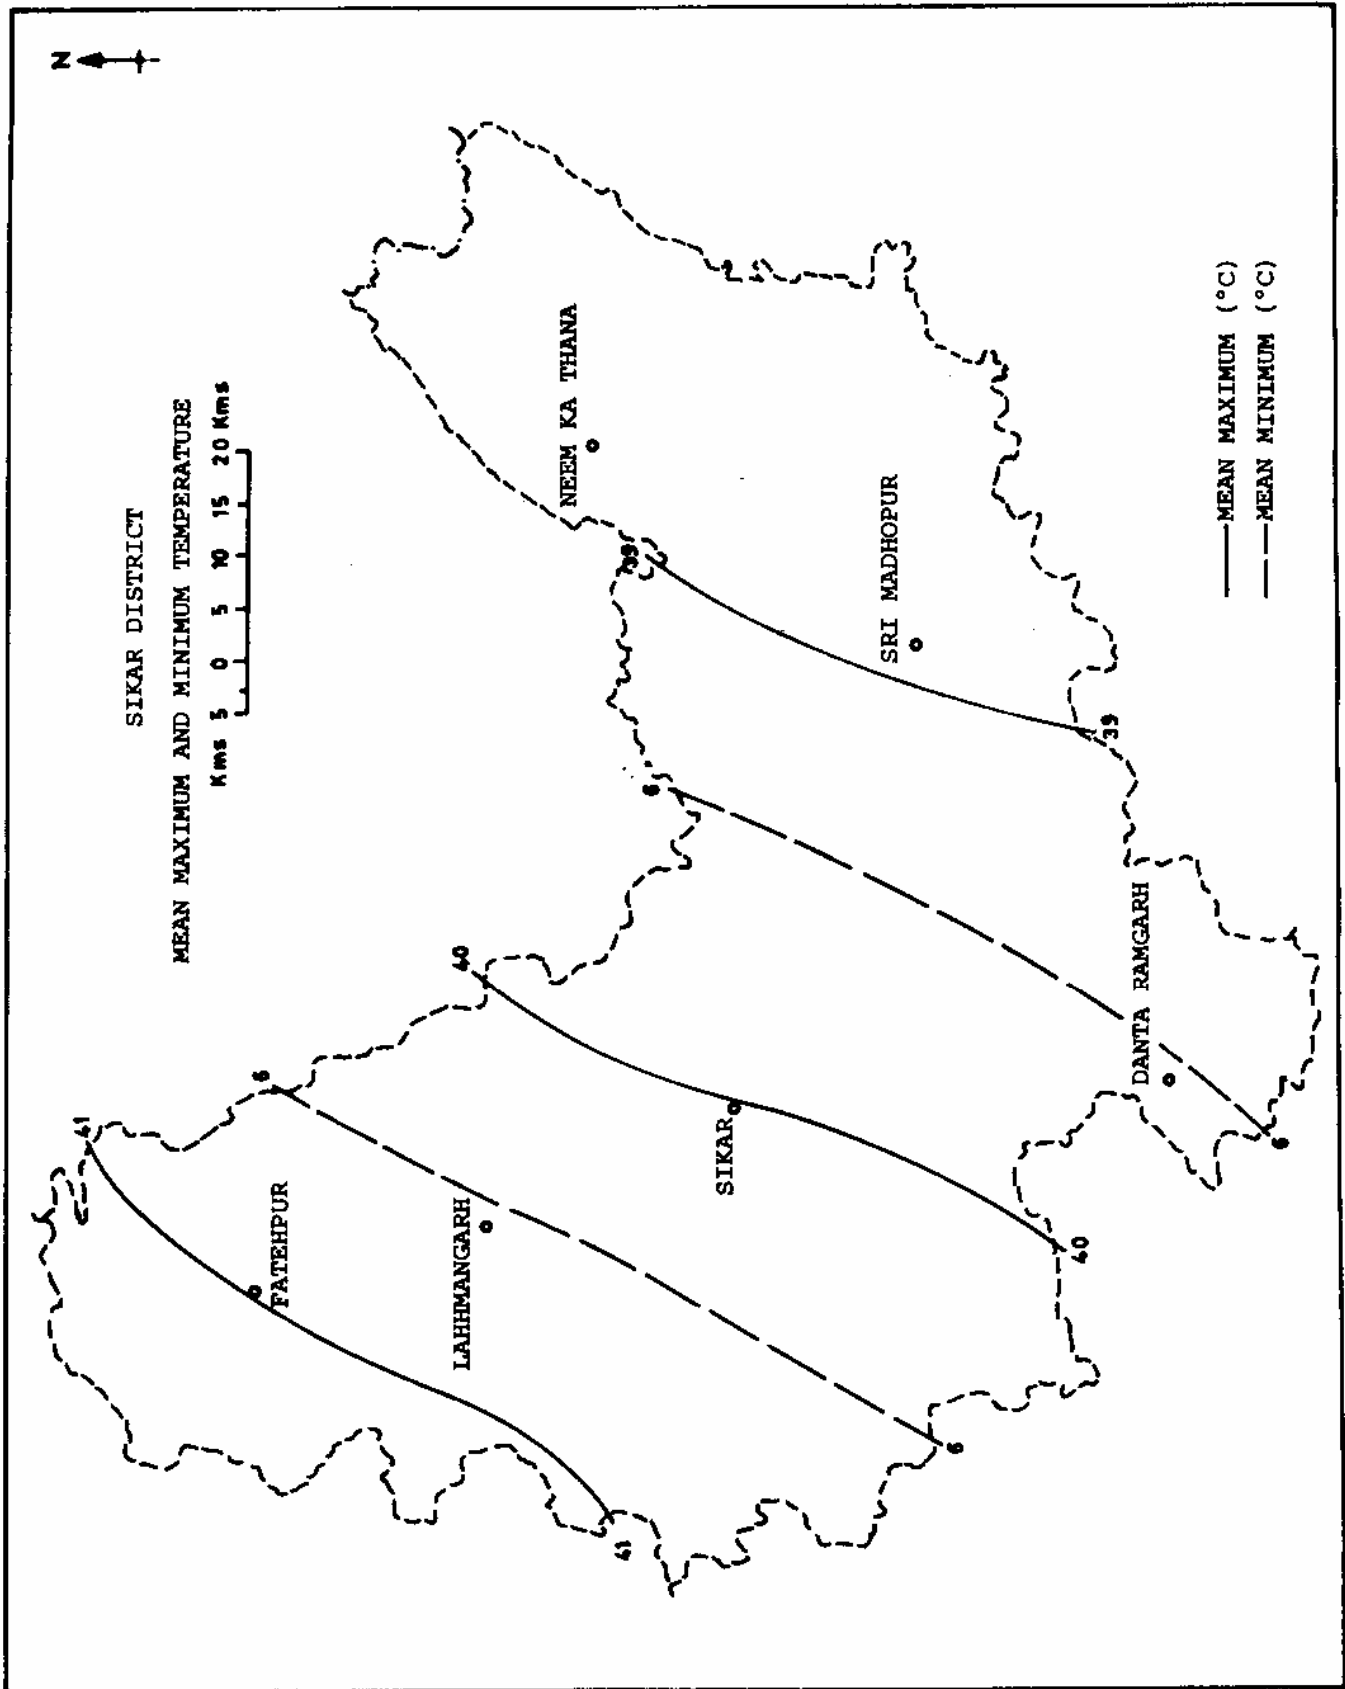 N
SIKAR DISTRICT
MEAN MAXIMUM AND MINIMUM TEMPERATURE
Kms 5 0 5 10 15 20 Kms
41
6
40
6
39
FATEHPUR
LAHHMANGARH
SIKAR
NEEM KA THANA
SRI MADHOPUR
DANTA RAMGARH
41
6
40
6
39
MEAN MAXIMUM (°C)
MEAN MINIMUM (°C)